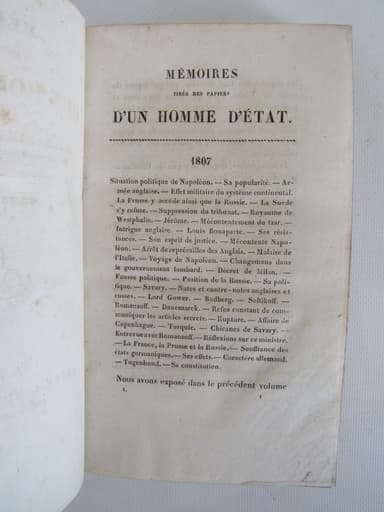 MÉMOIRES
TIRÉS DES PAPIERS
D'UN HOMME D'ÉTAT.
1807
Situation politique de Napoléon. — Sa popularité. — Ar-
mée anglaise. — Effet militaire du système continental.
La Prusse y accède ainsi que la Russie. — La Suède
s'y refuse. — Suppression du tribunat. — Royaume de
Westphalie. — Jérôme. — Mécontentement du tzar. —
Intrigue anglaise. — Louis Bonaparte. — Ses résis-
tances. — Son esprit de justice. — Mécontente Napo-
léon. — Arrêt de représailles des Anglais. — Malaise de
l'Italie. — Voyage de Napoléon. — Changemens dans
le gouvernement lombard. — Décret de Milan. —
Fausse politique. — Position de la Russie. — Sa poli-
tique. — Savary. — Notes et contre-notes anglaises et
russes. — Lord Gower. — Budberg. — Soltikoff. —
Romanzoff. — Danemarck. — Refus constant de com-
muniquer les articles secrets. — Rupture. — Affaire de
Copenhague. — Turquie. — Chicanes de Savary. —
Entrevue avec Romanzoff. — Réflexions sur ce ministre.
— La France, la Prusse et la Russie. — Souffrance des
états germaniques. — Ses effets. — Caractère allemand.
— Tugendbund. — Sa constitution.
Nous avons exposé dans le précédent volume